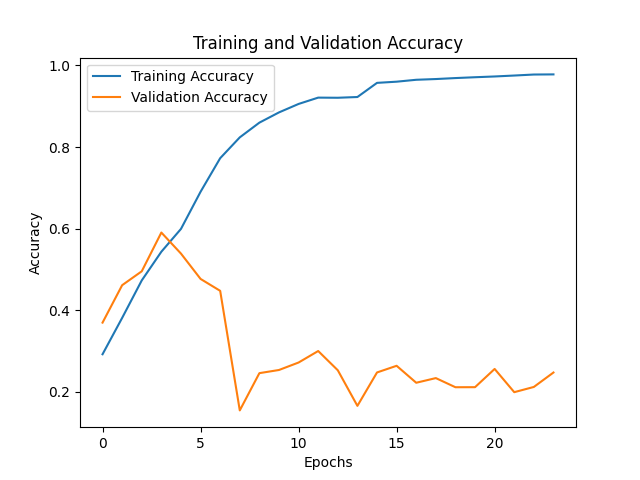 Training and Validation Accuracy
1.0
Training Accuracy
Validation Accuracy
0.8
0.6
Accuracy
0.4
0.2
0 5 10 15 20
Epochs